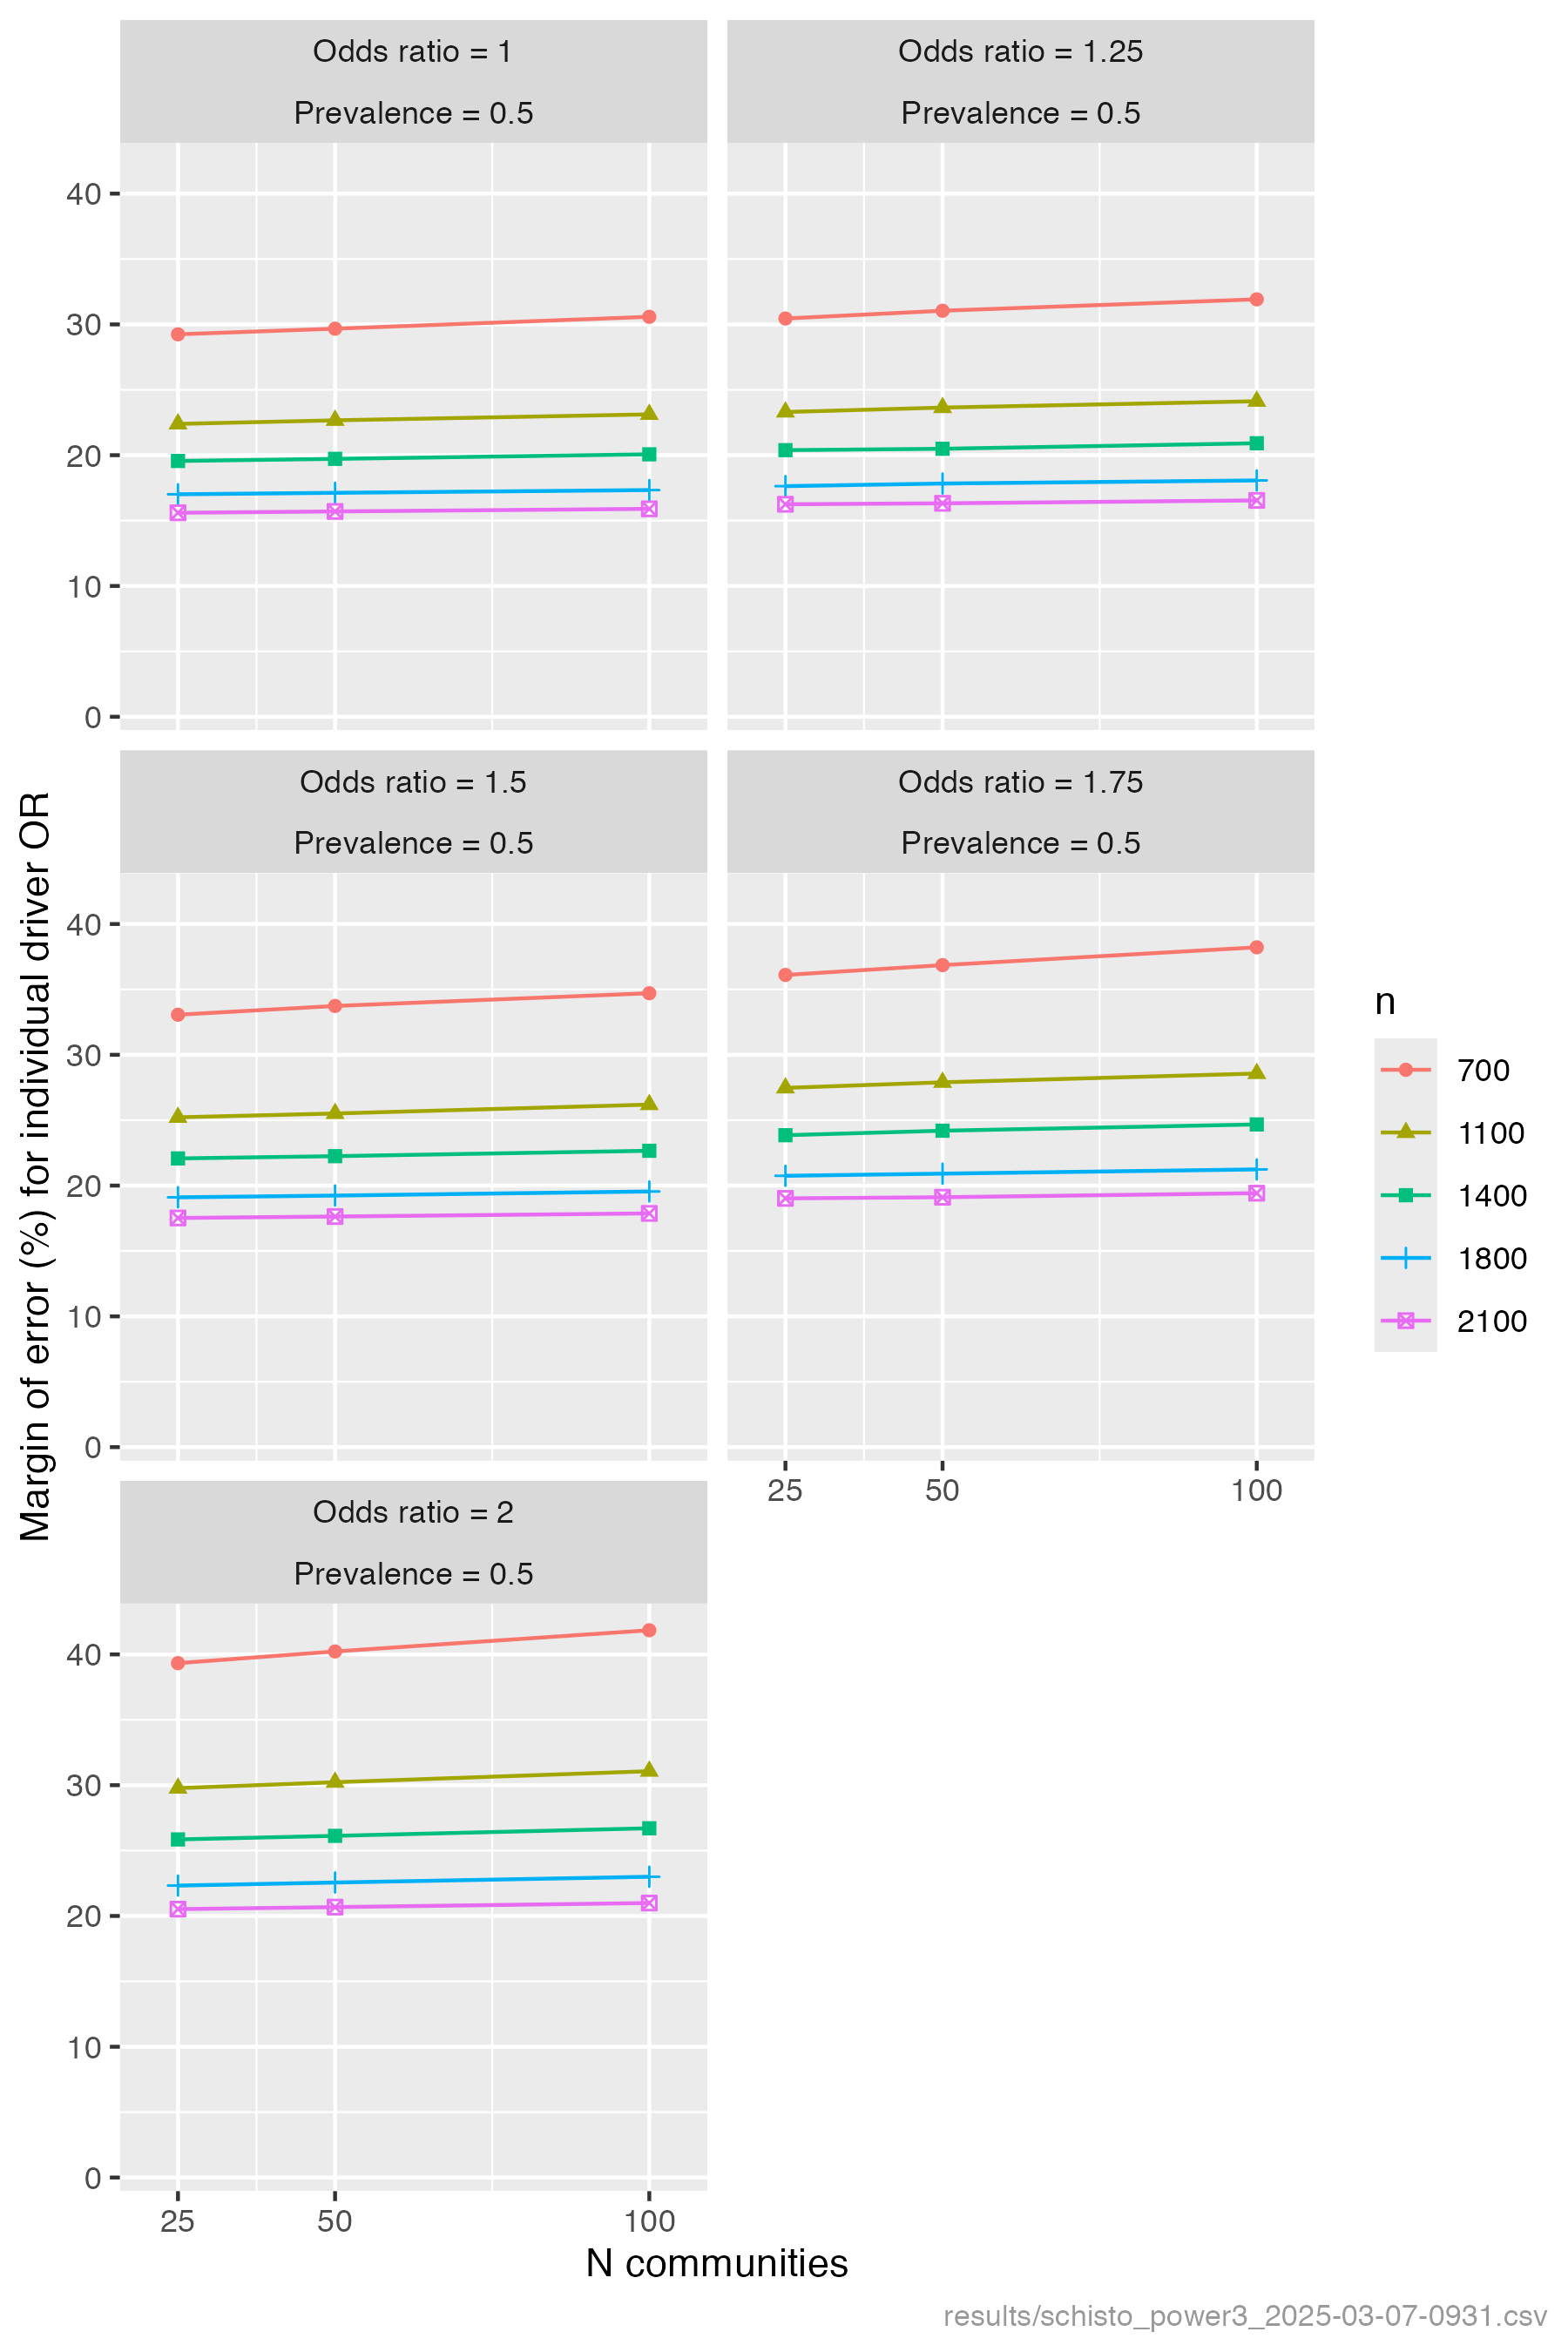 Odds ratio = 1
Prevalence = 0.5
Odds ratio = 1.25
Prevalence = 0.5
40
30
20
10
0
Odds ratio = 1.5
Prevalence = 0.5
Odds ratio = 1.75
Prevalence = 0.5
40
30
20
10
0
25 50 100
Odds ratio = 2
Prevalence = 0.5
40
30
20
10
0
25 50 100
N communities
Margin of error (%) for individual driver OR
n
700
1100
1400
1800
2100
results/schisto_power3_2025-03-07-0931.csv